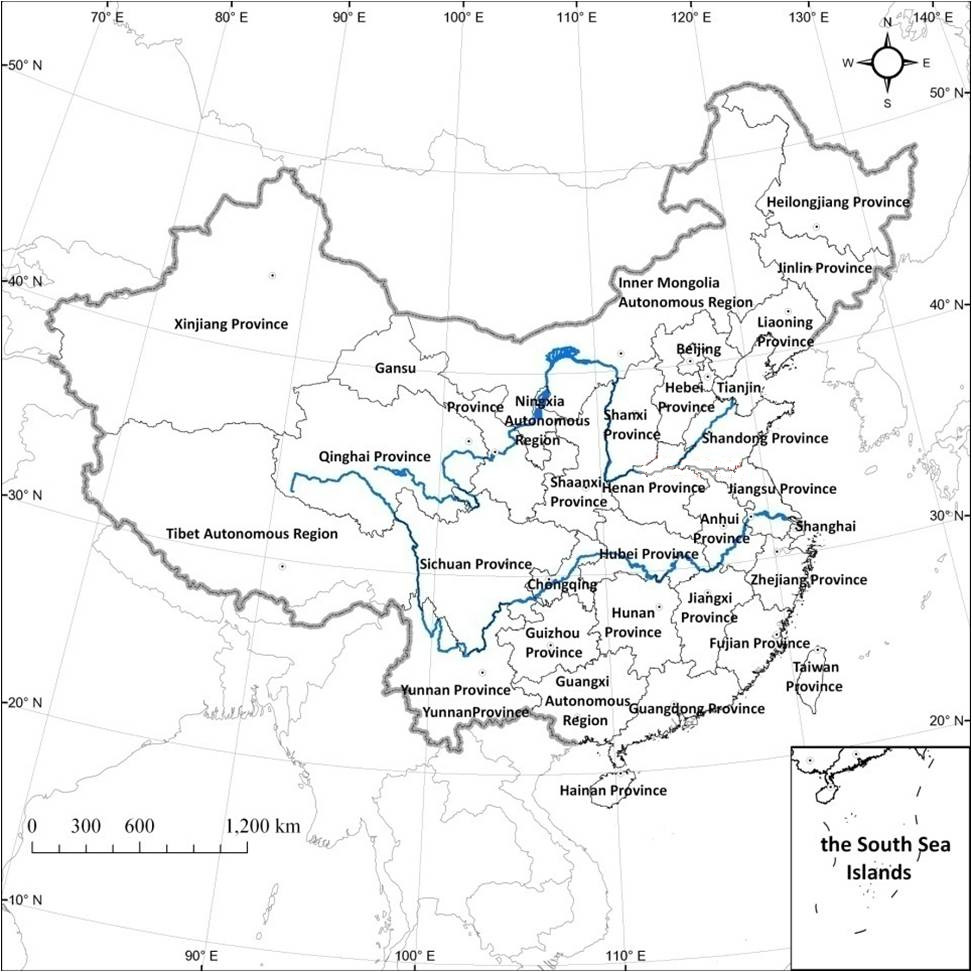 70° E
80° E
90° E
100° E
110° E
120° E
130° E
140° E
N
W
E
S
50° N
50° N
Heilongjiang Province
Jinlin Province
40° N
Inner Mongolia
Autonomous Region
40° N
Xinjiang Province
Liaoning
Province
Beijing
Gansu
Province
Hebei
Province
Tianjin
Ningxia
Autonomous
Region
Shanxi
Province
Shandong Province
Qinghai Province
30° N
Shaanxi
Province
Henan Province
Jiangsu Province
30° N
Anhui
Province
Shanghai
Tibet Autonomous Region
Sichuan Province
Hubei Province
Chongqing
Zhejiang Province
Jiangxi
Province
Hunan
Province
Guizhou
Province
Fujian Province
Taiwan
Province
Yunnan Province
YunnanProvince
Guangxi
Autonomous
Region
Guangdong Province
20° N
20° N
Hainan Province
0
300
600
1,200 km
the South Sea
Islands
10° N
90° E
100° E
110° E